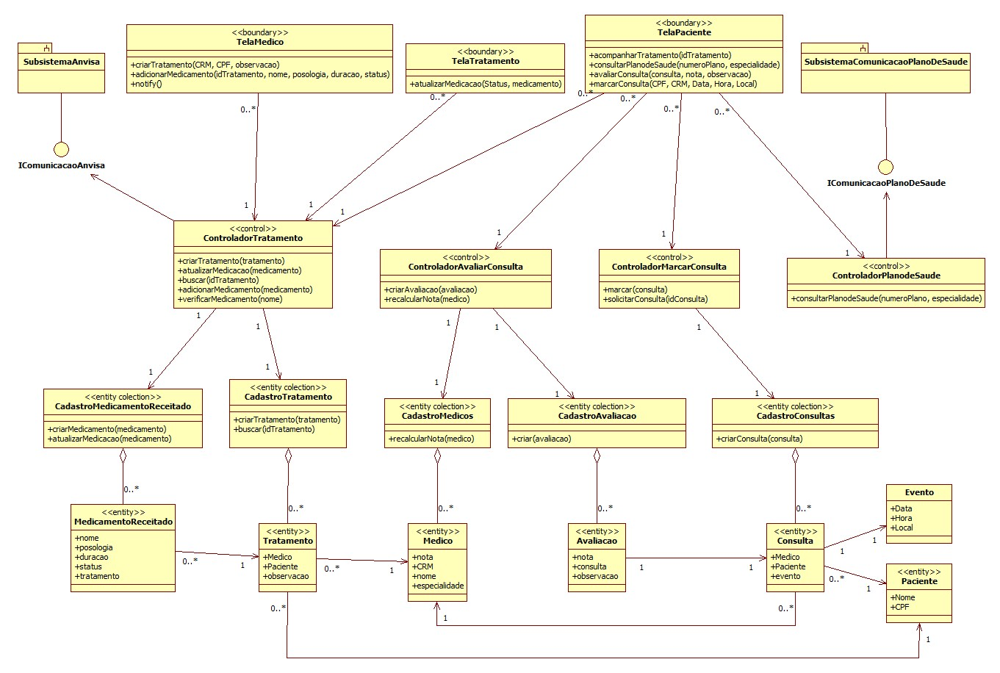 SubsistemaAnvisa
IComunicacaoAnvisa
<<boundary>>
TelaMedico
+criarTratamento(CRM, CPF, observacao)
+adicionarMedicamento(idTratamento, nome, posologia, duracao, status)
+notify()
0..*
1
<<boundary>>
TelaTratamento
+atualizarMedicacao(Status, medicamento)
0..*
1
<<boundary>>
TelaPaciente
+acompanharTratamento(idTratamento)
+consultarPlanodeSaude(numeroPlano, especialidade)
+avaliarConsulta(consulta, nota, observacao)
+marcarConsulta(CPF, CRM, Data, Hora, Local)
0..*
1
0..*
1
0..*
1
0..*
1
SubsistemaComunicacaoPlanoDeSaude
IComunicacaoPlanoDeSaude
<<control>>
ControladorTratamento
+criarTratamento(tratamento)
+atualizarMedicacao(medicamento)
+buscar(idTratamento)
+adicionarMedicamento(medicamento)
+verificarMedicamento(nome)
1
1
1
1
<<control>>
ControladorAvaliarConsulta
+criarAvaliacao(avaliacao)
+recalcularNota(medico)
1
1
1
1
<<control>>
ControladorMarcarConsulta
+marcar(consulta)
+solicitarConsulta(idConsulta)
1
1
<<control>>
ControladorPlanodeSaude
+consultarPlanodeSaude(numeroPlano, especialidade)
<<entity colection>>
CadastroMedicamentoReceitado
+criarMedicamento(medicamento)
+atualizarMedicacao(medicamento)
0..*
<<entity colection>>
CadastroTratamento
+criarTratamento(tratamento)
+buscar(idTratamento)
0..*
<<entity colection>>
CadastroMedicos
+recalcularNota(medico)
0..*
<<entity colection>>
CadastroAvaliacao
+criar(avaliacao)
0..*
<<entity colection>>
CadastroConsultas
+criarConsulta(consulta)
0..*
<<entity>>
MedicamentoReceitado
+nome
+posologia
+duracao
+status
+tratamento
0..*
1
<<entity>>
Tratamento
+Medico
+Paciente
+observacao
0..*
1
0..*
1
<<entity>>
Medico
+nota
+CRM
+nome
+especialidade
<<entity>>
Avaliacao
+nota
+consulta
+observacao
1
1
<<entity>>
Consulta
+Medico
+Paciente
+evento
1
1
0..*
1
0..*
1
Evento
+Data
+Hora
+Local
<<entity>>
Paciente
+Nome
+CPF